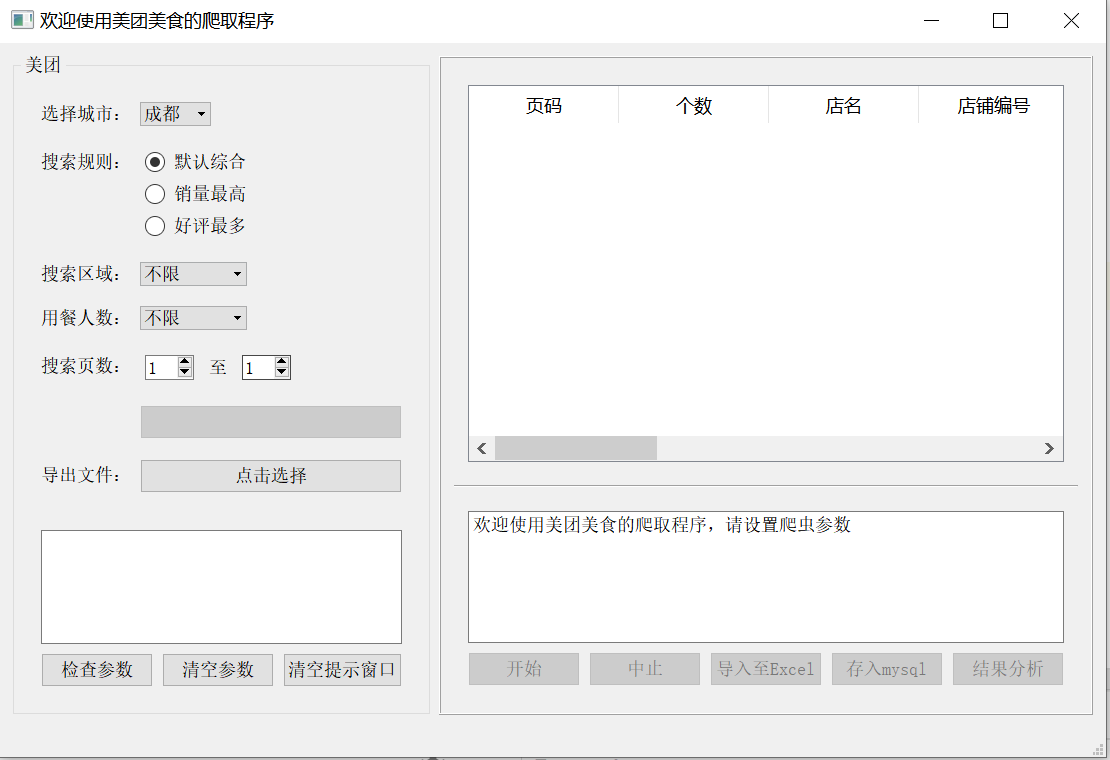 欢迎使用美团美食的爬取程序
美团
选择城市： 成都
搜索规则： 默认综合
销量最高
好评最多
搜索区域： 不限
用餐人数： 不限
搜索页数： 1 至 1
导出文件： 点击选择
检查参数 清空参数 清空提示窗口
页码 个数 店名 店铺编号
欢迎使用美团美食的爬取程序，请设置爬虫参数
开始 中止 导入至Excel 存入mysql 结果分析